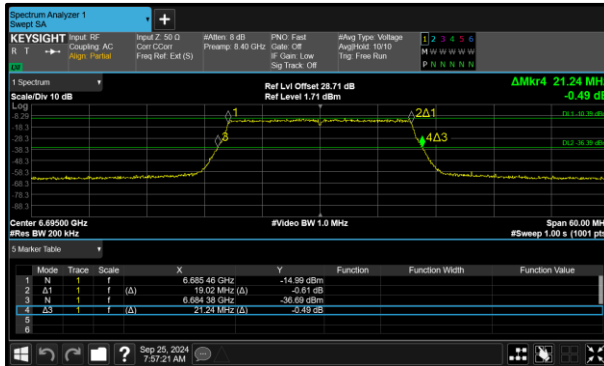 Spectrum Analyzer 1
Swept SA
KEYSIGHT Input: RF Input Z: 50 Ω #Atten: 8 dB PNO: Fast #Avg Type: Voltage 1 2 3 4 5 6
R T Coupling: AC Corr CCorr Preamp: 8.40 GHz Gate: Off Avg|Hold: 10/10 M W W W W W
Align: Partial Freq Ref: Ext (S) IF Gain: Low Trig: Free Run
Sig Track: Off P N N N N N
1 Spectrum Ref Lvl Offset 28.71 dB ΔMkr4 21.24 MH
Scale/Div 10 dB Ref Level 1.71 dBm -0.49 dB
Log
-8.29 1 2Δ1 DL1 -10.39 dBm
-18.3
-28.3 3 4Δ3
-38.3 DL2 -36.39 dBm
-48.3
-58.3
-68.3
-78.3
-88.3
Center 6.69500 GHz #Video BW 1.0 MHz Span 60.00 MH
#Res BW 200 kHz #Sweep 1.00 s (1001 pts
5 Marker Table
Mode Trace Scale X Y Function Function Width Function Value
1 N 1 f 6.685 46 GHz -14.99 dBm
2 Δ1 1 f (Δ) 19.02 MHz (Δ) -0.61 dB
3 N 1 f 6.684 38 GHz -36.69 dBm
4 Δ3 1 f (Δ) 21.24 MHz (Δ) -0.49 dB
5
6
? Sep 25, 2024
7:57:21 AM